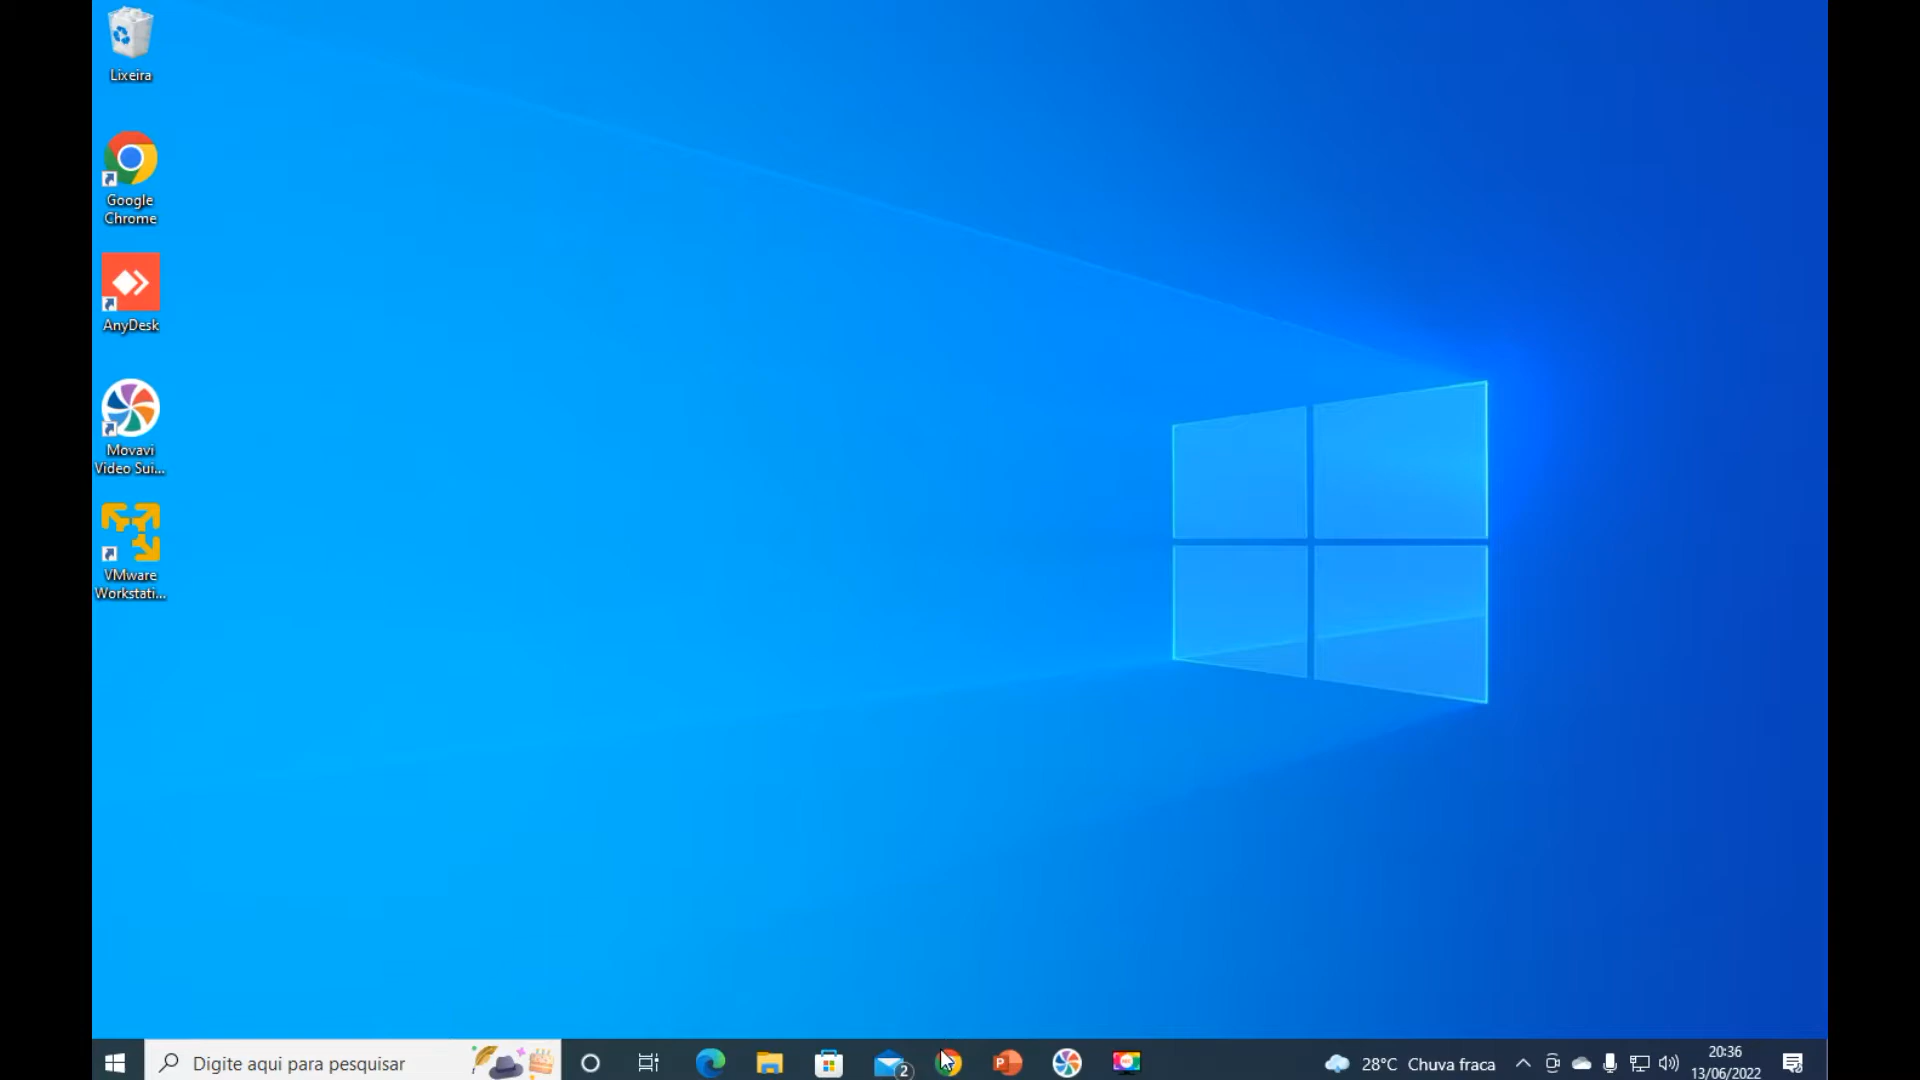 Lixeira
Google
Chrome
AnyDesk
Movavi
Video Sui...
VMware
Workstati...
Digite aqui para pesquisar
2
P
28°C Chuva fraca
20:36
13/06/2022